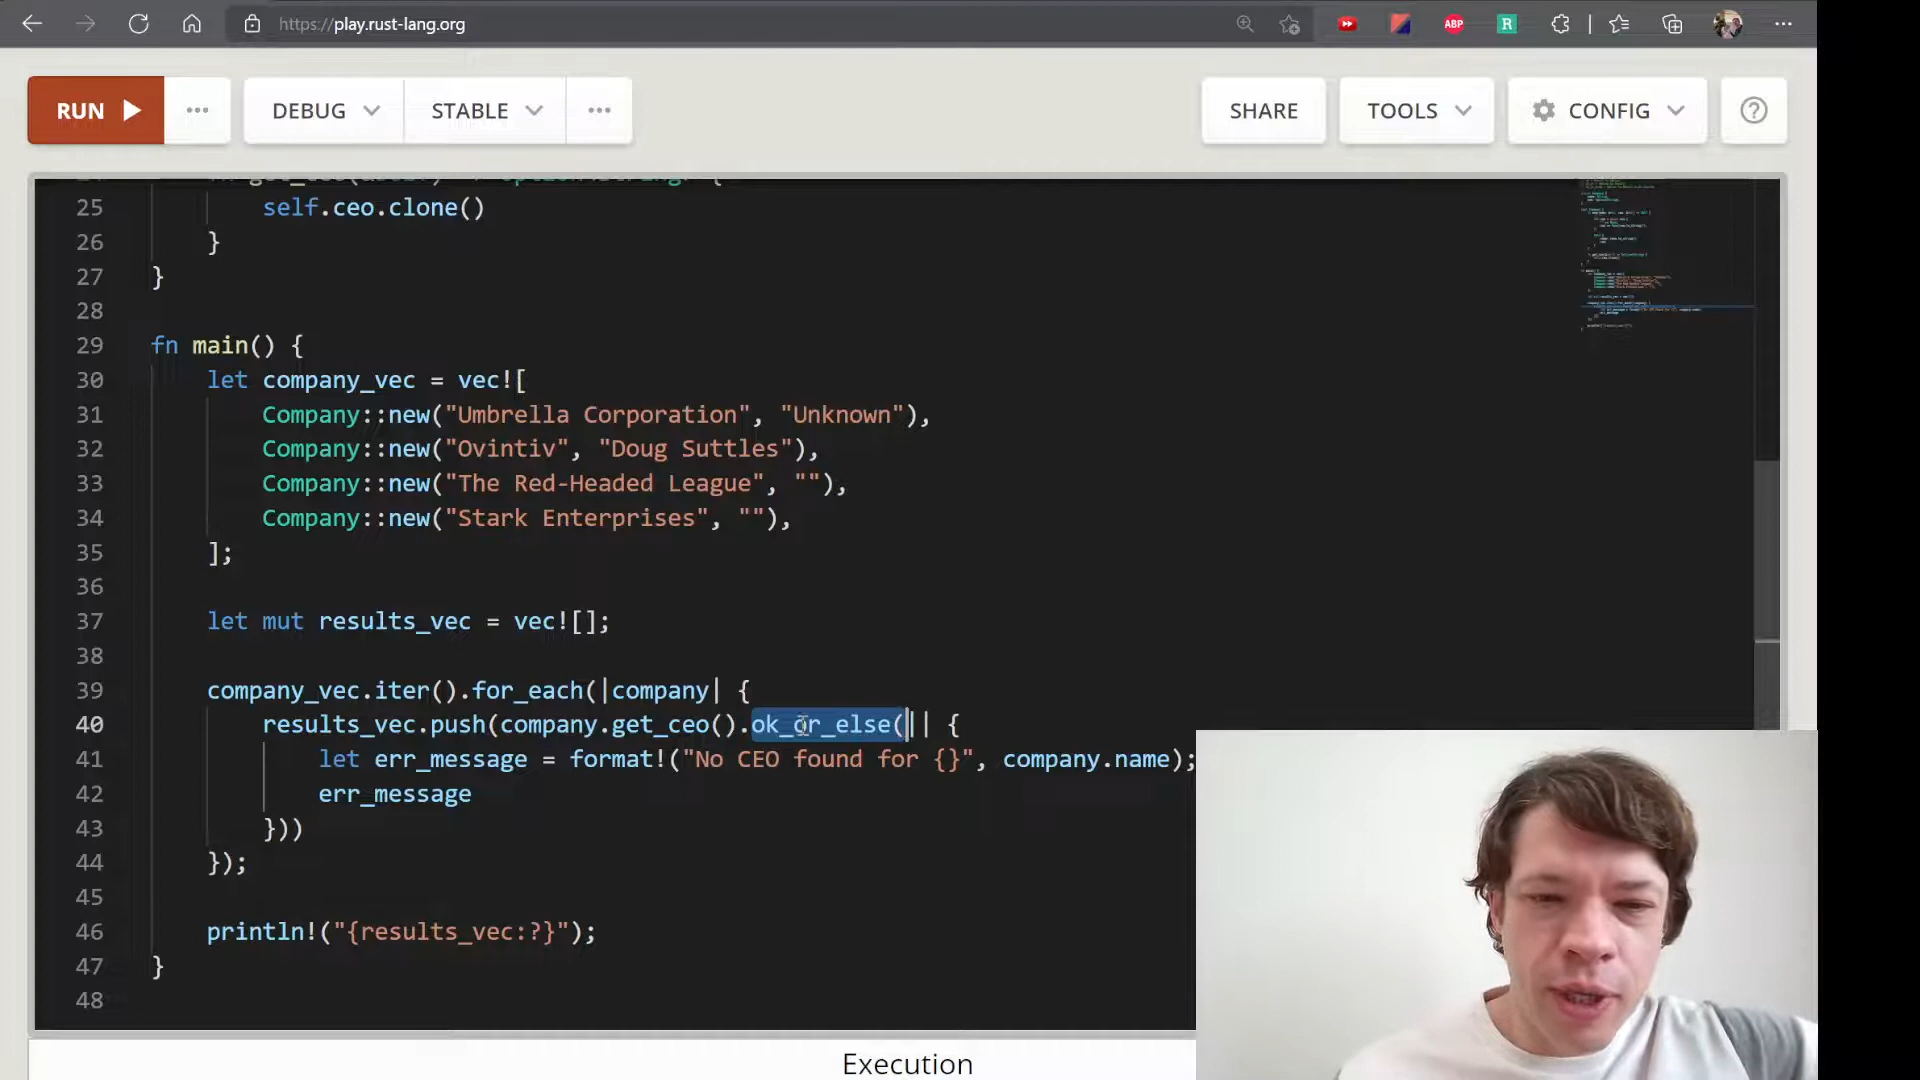 https://play.rust-lang.org
ABP
R
RUN
DEBUG
STABLE
SHARE
TOOLS
CONFIG
25 self.ceo.clone()
26 }
27 }
28
29 fn main() {
30 let company_vec = vec![
31 Company::new("Umbrella Corporation", "Unknown"),
32 Company::new("Ovintiv", "Doug Suttles"),
33 Company::new("The Red-Headed League", ""),
34 Company::new("Stark Enterprises", ""),
35 ];
36
37 let mut results_vec = vec![];
38
39 company_vec.iter().for_each(|company| {
40 results_vec.push(company.get_ceo().ok_or_else(|| {
41 let err_message = format!("No CEO found for {}", company.name);
42 err_message
43 }))
44 });
45
46 println!("{results_vec:?}");
47 }
48
Execution